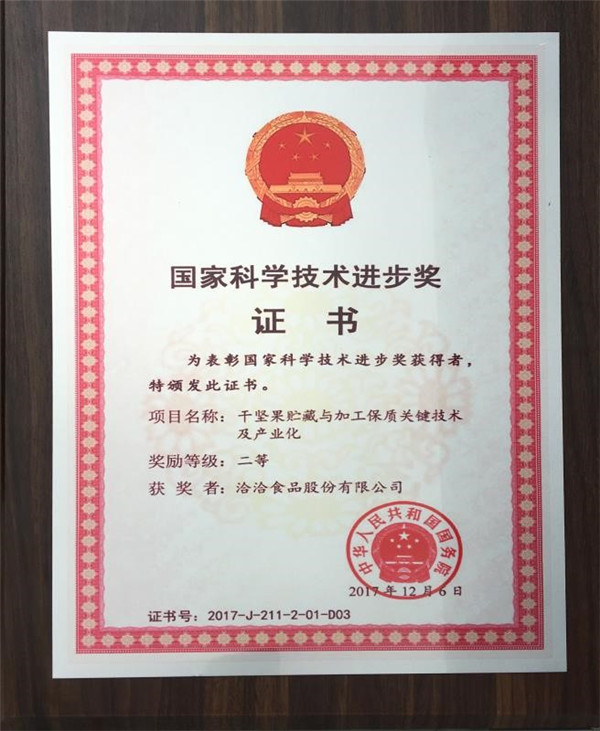 国家科学技术进步奖
证 书
为表彰国家科学技术进步奖获得者，
特颁发此证书。
项目名称：干坚果贮藏与加工保质关键技术
及产业化
奖励等级：二等
获 奖 者：洽洽食品股份有限公司
中华人民共和国国务院
2017年12月6日
证书号：2017-J-211-2-01-D03